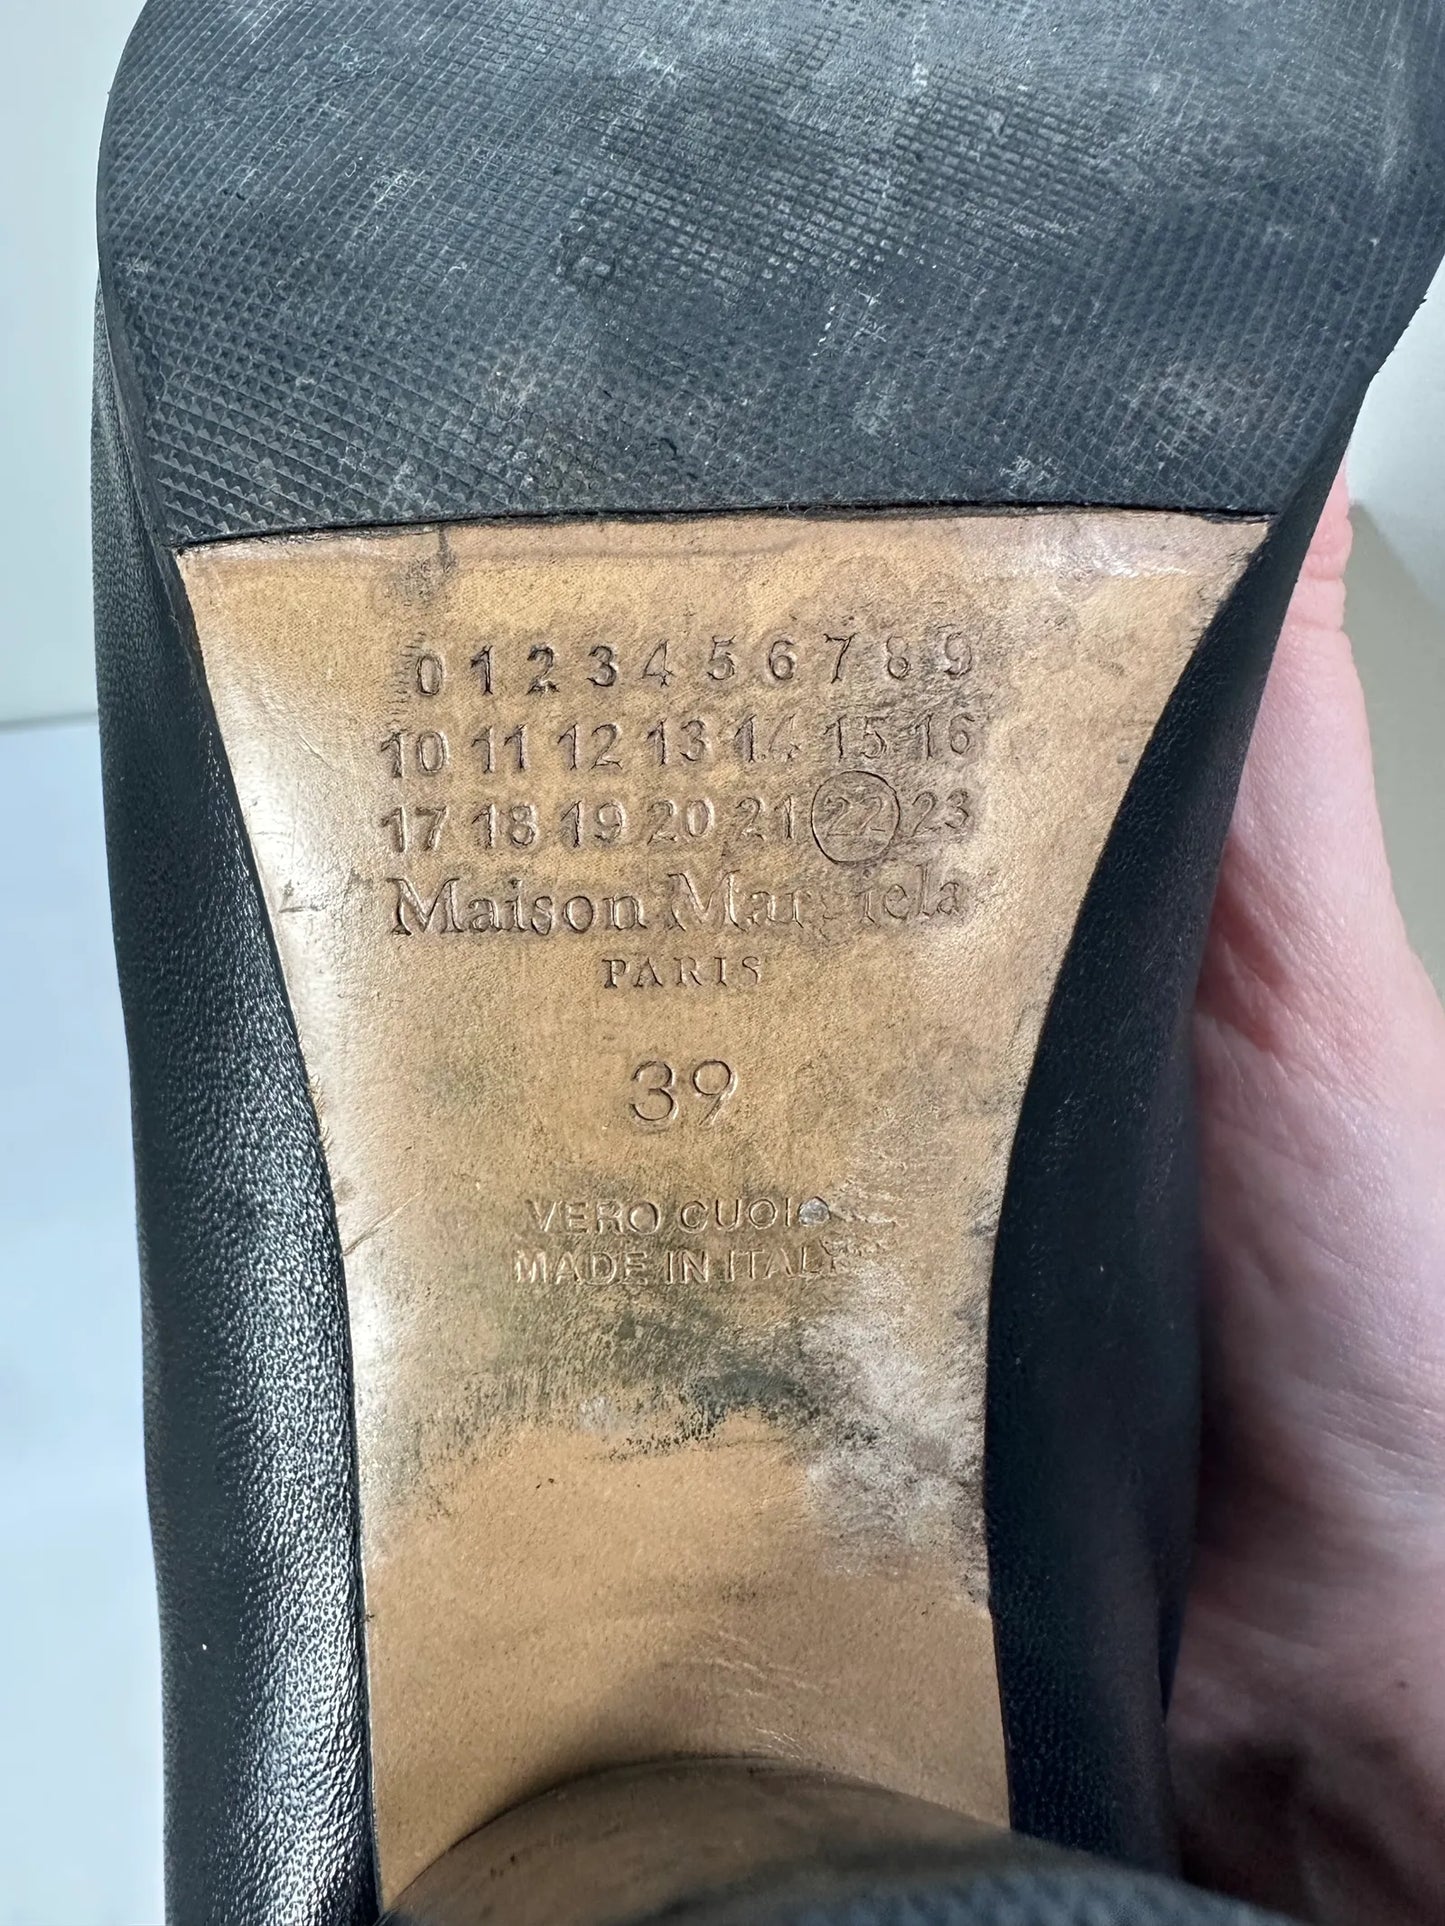 0 1 2 3 4 5 6 7 8 9
10 11 12 13 14 15 16
17 18 19 20 21 22 23
Maison Margiela
PARIS
39
VERO CUOIO
MADE IN ITALY